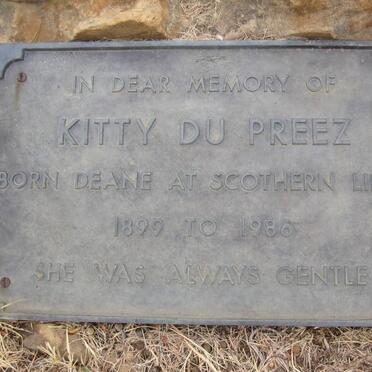 IN DEAR MEMORY OF
KITTY DU PREEZ
BORN DEANE AT SCOTHERN
1899 TO 1986
SHE WAS ALWAYS GENTLE